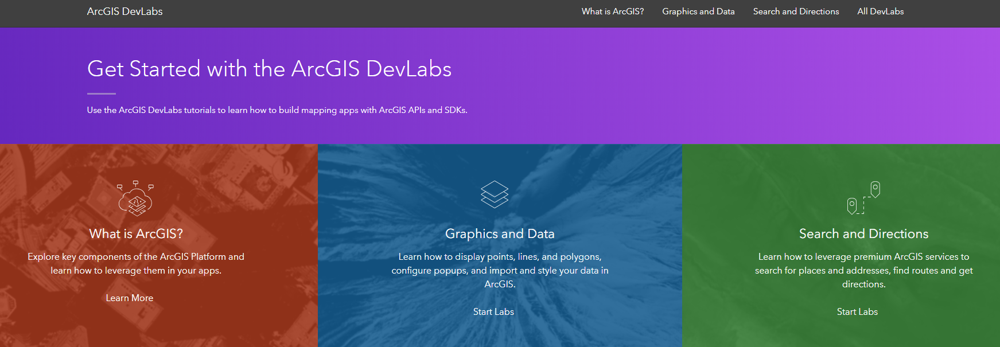 ArcGIS DevLabs
What is ArcGIS?
Graphics and Data
Search and Directions
All DevLabs
Get Started with the ArcGIS DevLabs
Use the ArcGIS DevLabs tutorials to learn how to build mapping apps with ArcGIS APIs and SDKs.
What is ArcGIS?
Explore key components of the ArcGIS Platform and
learn how to leverage them in your apps.
Learn More
Graphics and Data
Learn how to display points, lines, and polygons,
configure popups, and import and style your data in
ArcGIS.
Start Labs
Search and Directions
Learn how to leverage premium ArcGIS services to
search for places and addresses, find routes and get
directions.
Start Labs